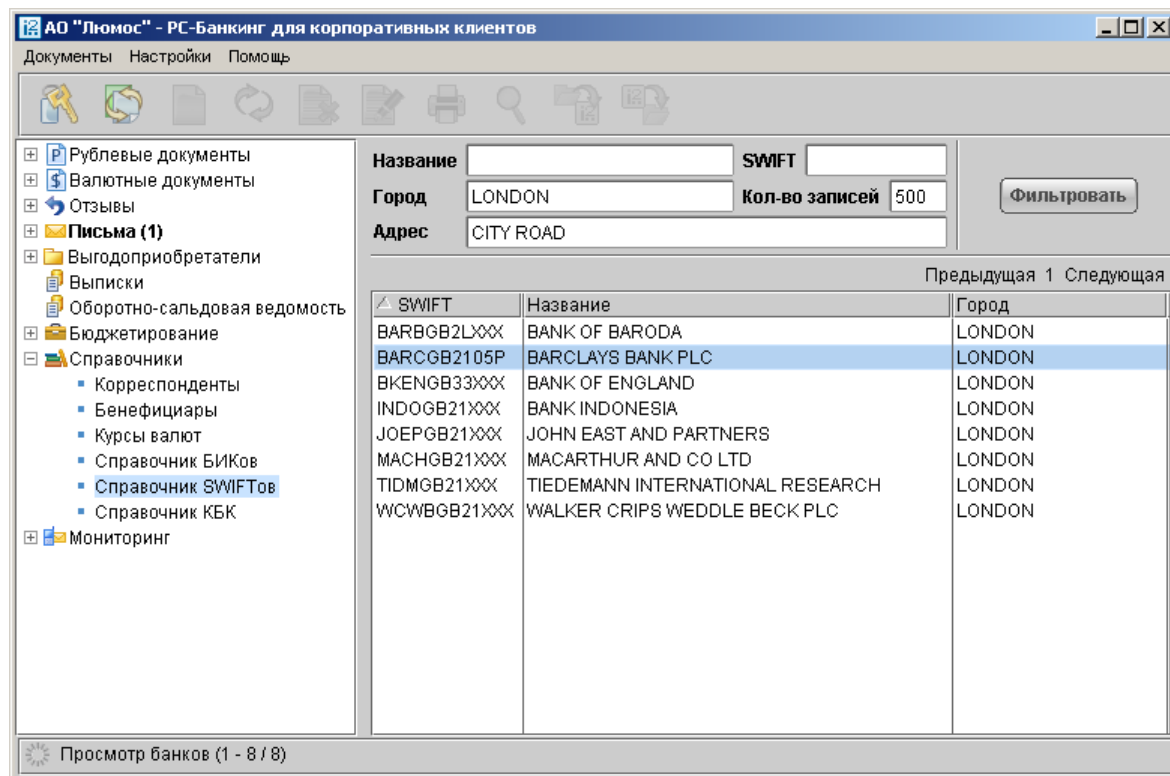 АО "Люмос" - РС-Банкинг для корпоративных клиентов
Документы Настройки Помощь
Рублевые документы
Валютные документы
Отзывы
Письма (1)
Выгодоприобретатели
Выписки
Оборотно-сальдовая ведомость
Бюджетирование
Справочники
Корреспонденты
Бенефициары
Курсы валют
Справочник БИКов
Справочник SWIFTов
Справочник КБК
Мониторинг
Название SWIFT
Город LONDON Кол-во записей 500
Адрес CITY ROAD
Фильтровать
Предыдущая 1 Следующая
SWIFT Название Город
BARBGB2LXXX BANK OF BARODA LONDON
BARCGB2105P BARCLAYS BANK PLC LONDON
BKENGB33XXX BANK OF ENGLAND LONDON
INDOGB21XXX BANK INDONESIA LONDON
JOEPGB21XXX JOHN EAST AND PARTNERS LONDON
MACHGB21XXX MACARTHUR AND CO LTD LONDON
TIDMGB21XXX TIEDEMANN INTERNATIONAL RESEARCH LONDON
WCWBGB21XXX WALKER CRIPS WEDDLE BECK PLC LONDON
Просмотр банков (1 - 8 / 8)